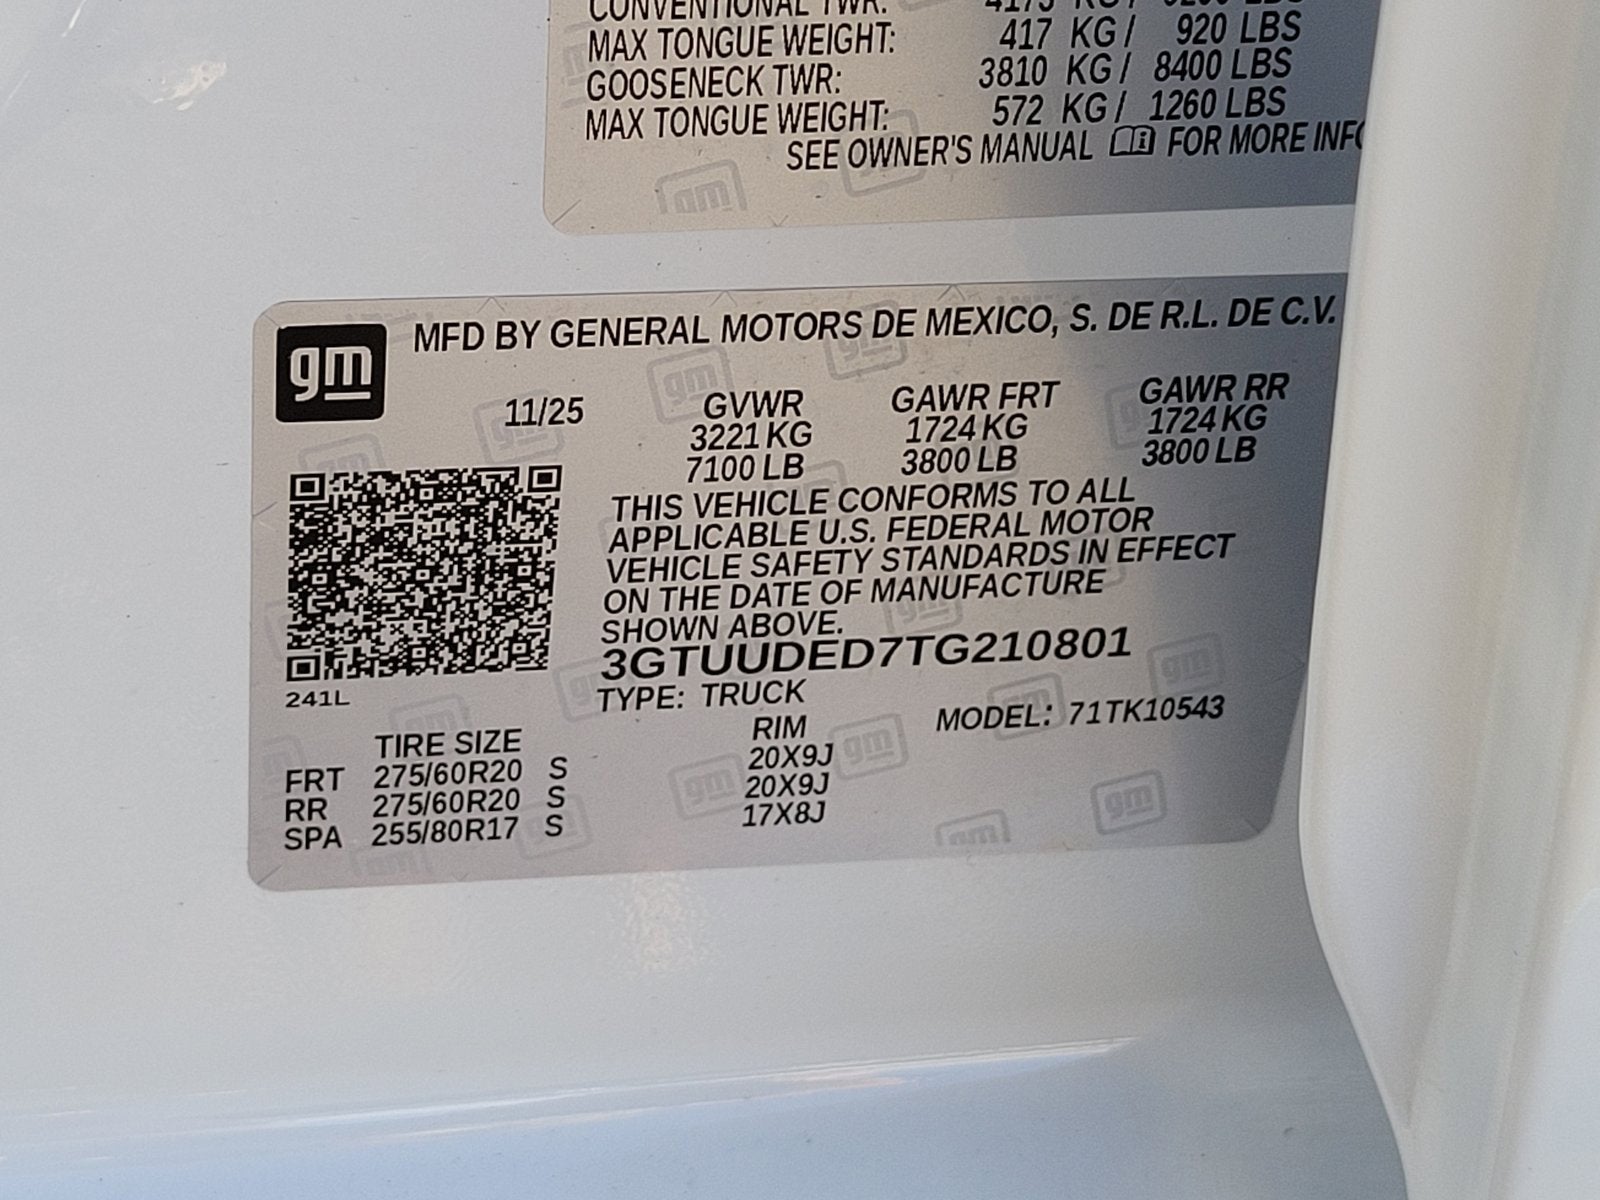 CONVENTIONAL TWR: KG/ LBS
MAX TONGUE WEIGHT: 417 KG/ 920 LBS
GOOSENECK TWR: 3810 KG/ 8400 LBS
MAX TONGUE WEIGHT: 572 KG/ 1260 LBS
SEE OWNER'S MANUAL FOR MORE
gm
MFD BY GENERAL MOTORS DE MEXICO, S. DE R.L. DE C.V.
11/25 GVWR GAWR FRT GAWR RR
3221 KG 1724 KG 1724 KG
7100 LB 3800 LB 3800 LB
THIS VEHICLE CONFORMS TO ALL
APPLICABLE U.S. FEDERAL MOTOR
VEHICLE SAFETY STANDARDS IN EFFECT
ON THE DATE OF MANUFACTURE
SHOWN ABOVE.
3GTUUDED7TG210801
241L
TYPE: TRUCK
MODEL: 71TK10543
TIRE SIZE RIM
FRT 275/60R20 S 20X9J
RR 275/60R20 S 20X9J
SPA 255/80R17 S 17X8J